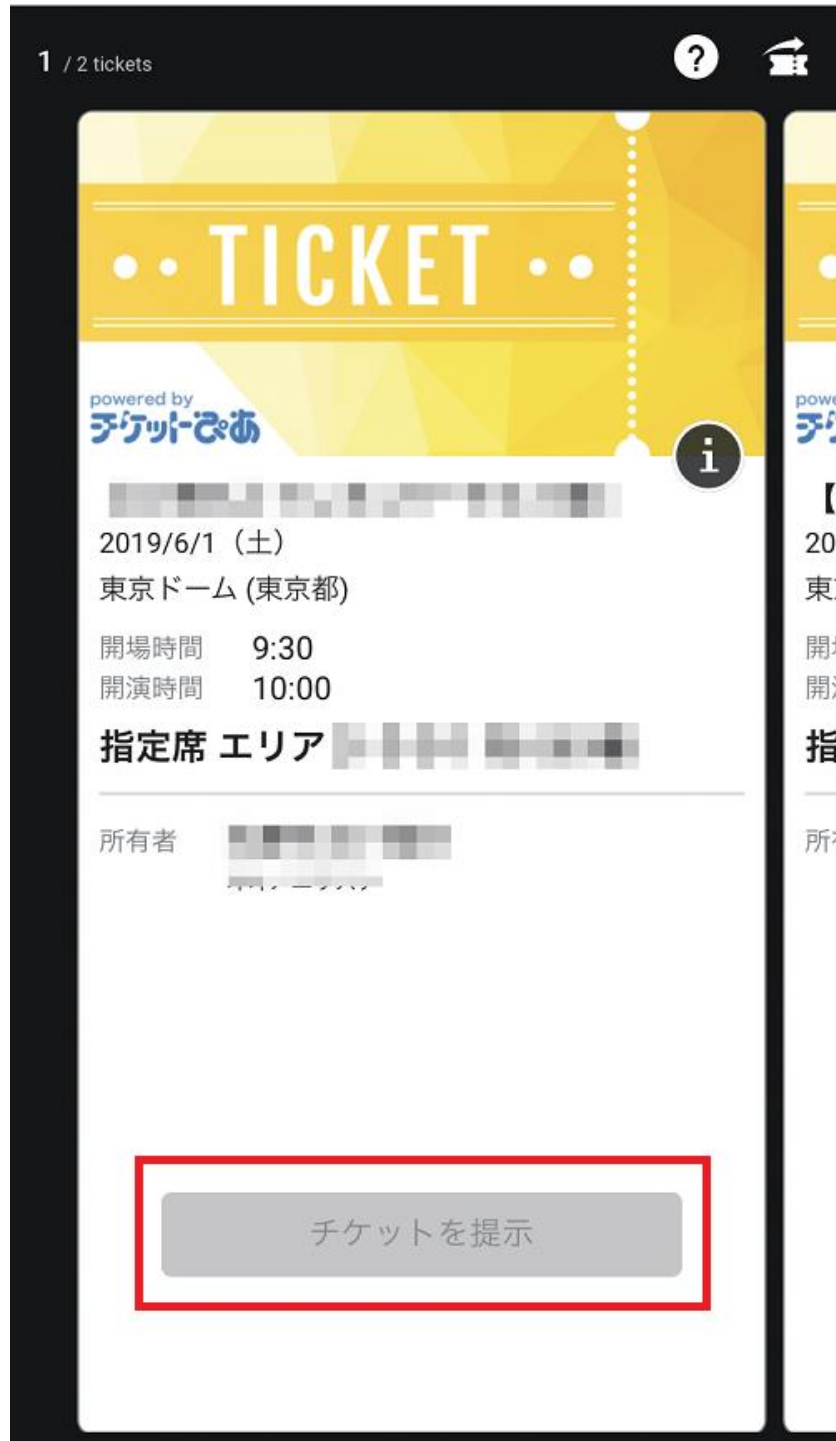 1 / 2 tickets
?
TICKET
powered by
チケットぴあ
i
2019/6/1（土）
東京ドーム (東京都)
開場時間 9:30
開演時間 10:00
指定席 エリア
所有者
チケットを提示